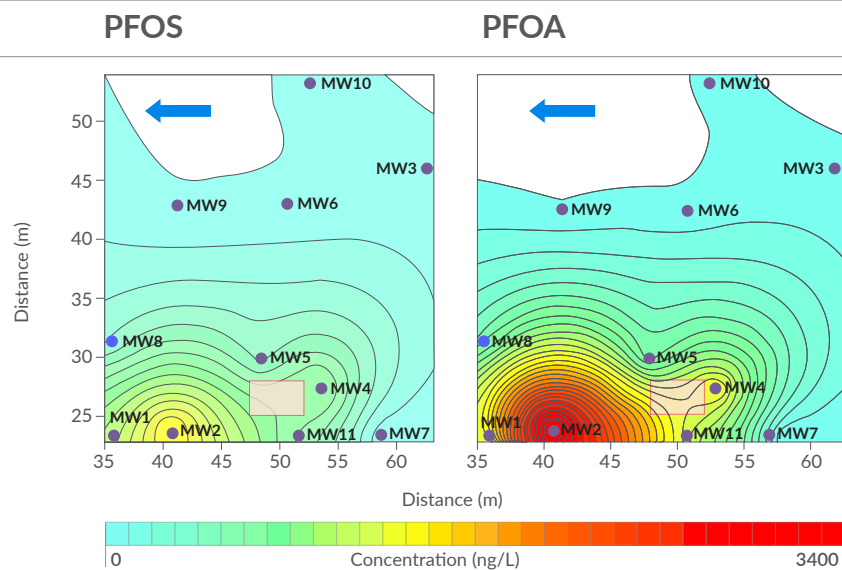 PFOS PFOA
MW10 MW10
50
MW3 MW3
45
MW9 MW6 MW9 MW6
40
35
MW8 MW8
30
MW5 MW5
MW4 MW4
25
MW1 MW2 MW11 MW7 MW1 MW2 MW11 MW7
35 40 45 50 55 60 35 40 45 50 55 60
Distance (m)
Distance (m)
0 Concentration (ng/L) 3400